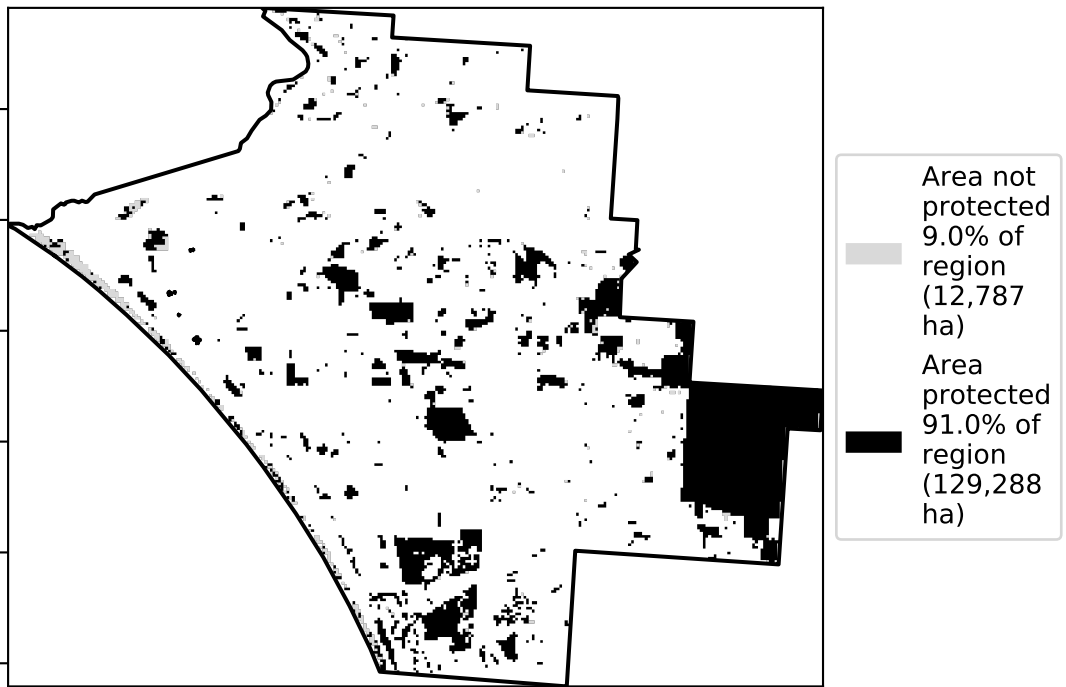 Area not
protected
9.0% of
region
(12,787
ha)
Area
protected
91.0% of
region
(129,288
ha)